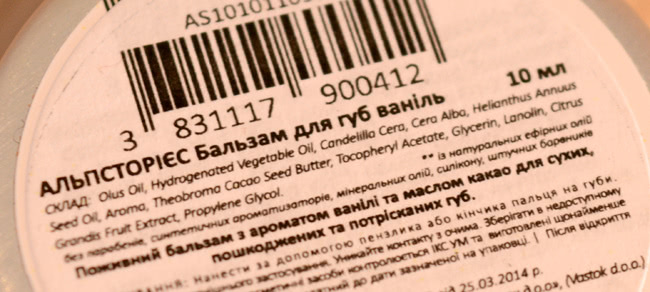 AS1010110
3 831117 900412
10 мл
АЛЬПСТОРІЄС Бальзам для губ ваніль
СКЛАД: Olus Oil, Hydrogenated Vegetable Oil, Candelilla Cera, Cera Alba, Helianthus Annuus
Seed Oil, Aroma, Theobroma Cacao Seed Butter, Tocopheryl Acetate, Glycerin, Lanolin, Citrus
Grandis Fruit Extract, Propylene Glycol.
** із натуральних ефірних олій
без парабенів, синтетичних ароматизаторів, мінеральних олій, силікону, штучних барвників
Поживний бальзам з ароматом ванілі та маслом какао для сухих,
пошкоджених та потрісканих губ.
Нанести за допомогою пензлика або кінчика пальця на губи.
застосування. Уникайте контакту з очима. Зберігати в недоступному
засоби контролюється ІКС УМ та виготовлені щонайменше
до дати зазначеної на упаковці. | Після відкриття
25.03.2014 р.
(Vastok d.o.o.)